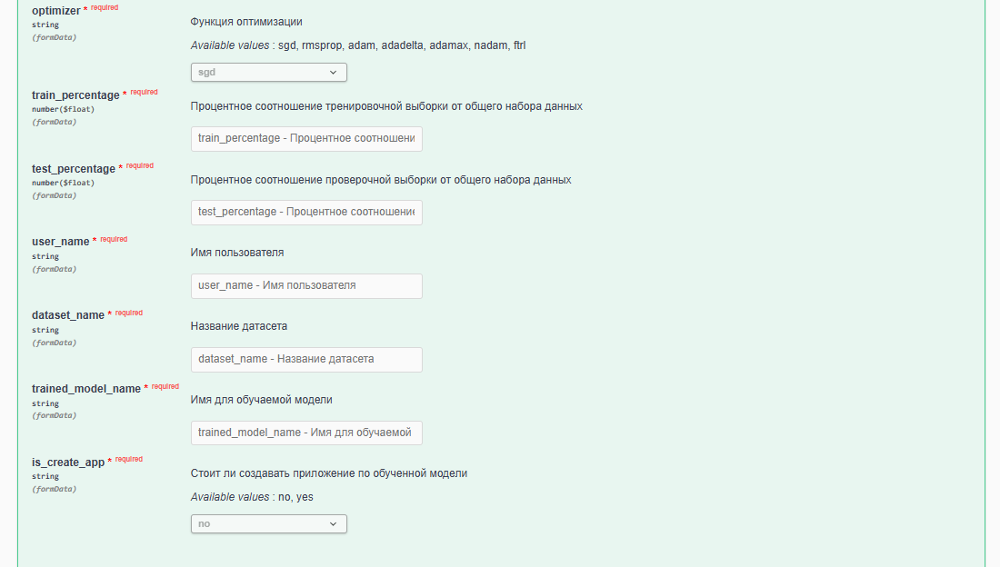 optimizer * required
string
(formData)
Функция оптимизации
Available values : sgd, rmsprop, adam, adadelta, adamax, nadam, ftrl
sgd
train_percentage * required
number($float)
(formData)
Процентное соотношение тренировочной выборки от общего набора данных
train_percentage - Процентное соотношени
test_percentage * required
number($float)
(formData)
Процентное соотношение проверочной выборки от общего набора данных
test_percentage - Процентное соотношение
user_name * required
string
(formData)
Имя пользователя
user_name - Имя пользователя
dataset_name * required
string
(formData)
Название датасета
dataset_name - Название датасета
trained_model_name * required
string
(formData)
Имя для обучаемой модели
trained_model_name - Имя для обучаемой
is_create_app * required
string
(formData)
Стоит ли создавать приложение по обученной модели
Available values : no, yes
no